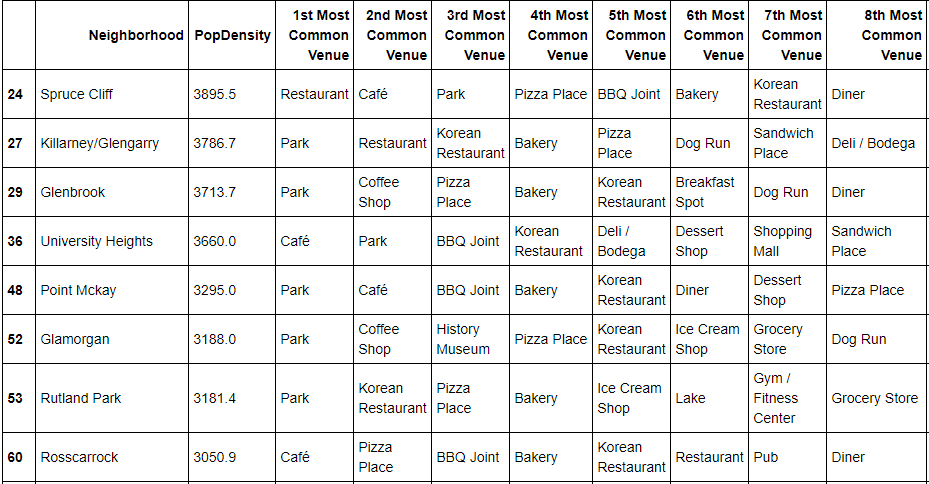 Neighborhood PopDensity 1st Most Common Venue 2nd Most Common Venue 3rd Most Common Venue 4th Most Common Venue 5th Most Common Venue 6th Most Common Venue 7th Most Common Venue 8th Most Common Venue
24 Spruce Cliff 3895.5 Restaurant Café Park Pizza Place BBQ Joint Bakery Korean Restaurant Diner
27 Killarney/Glengarry 3786.7 Park Restaurant Korean Restaurant Bakery Pizza Place Dog Run Sandwich Place Deli / Bodega
29 Glenbrook 3713.7 Park Coffee Shop Pizza Place Bakery Korean Restaurant Breakfast Spot Dog Run Diner
36 University Heights 3660.0 Café Park BBQ Joint Korean Restaurant Deli / Bodega Dessert Shop Shopping Mall Sandwich Place
48 Point Mckay 3295.0 Park Café BBQ Joint Bakery Korean Restaurant Diner Dessert Shop Pizza Place
52 Glamorgan 3188.0 Park Coffee Shop History Museum Pizza Place Korean Restaurant Ice Cream Shop Grocery Store Dog Run
53 Rutland Park 3181.4 Park Korean Restaurant Pizza Place Bakery Ice Cream Shop Lake Gym / Fitness Center Grocery Store
60 Rosscarrock 3050.9 Café Pizza Place BBQ Joint Bakery Korean Restaurant Restaurant Pub Diner